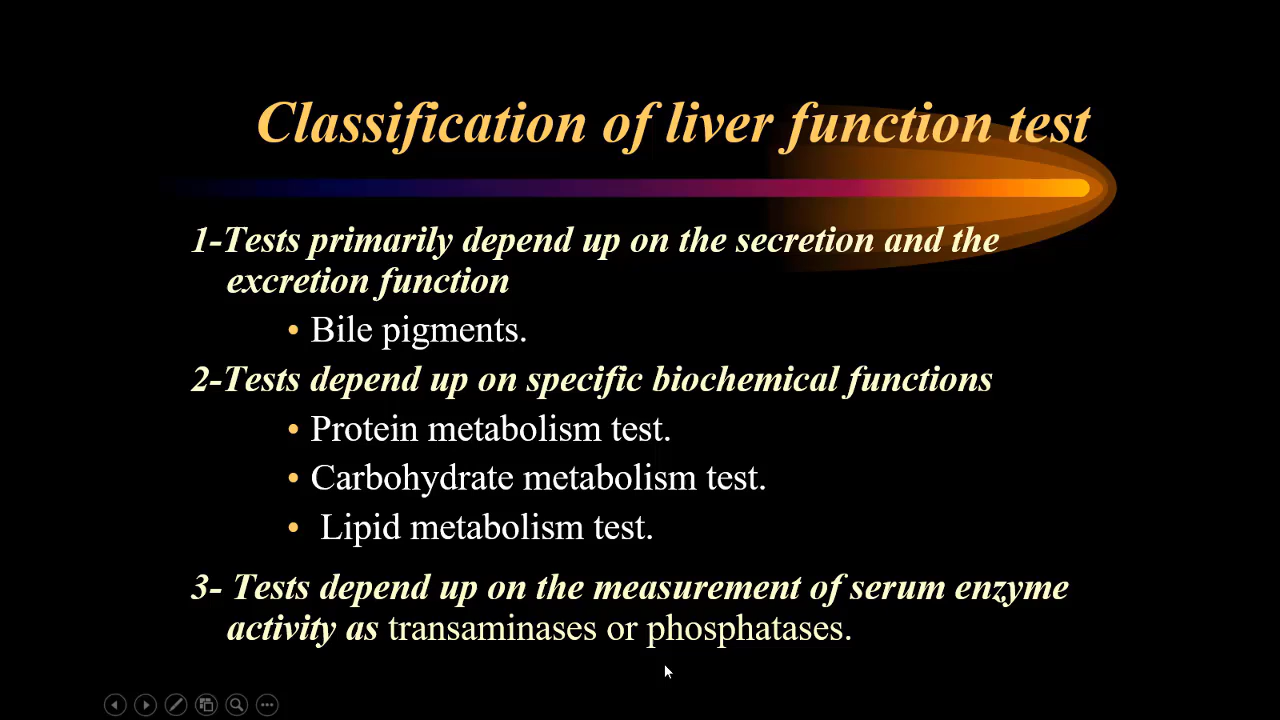 Classification of liver function test
1-Tests primarily depend up on the secretion and the
excretion function
• Bile pigments.
2-Tests depend up on specific biochemical functions
• Protein metabolism test.
• Carbohydrate metabolism test.
• Lipid metabolism test.
3- Tests depend up on the measurement of serum enzyme
activity as transaminases or phosphatases.